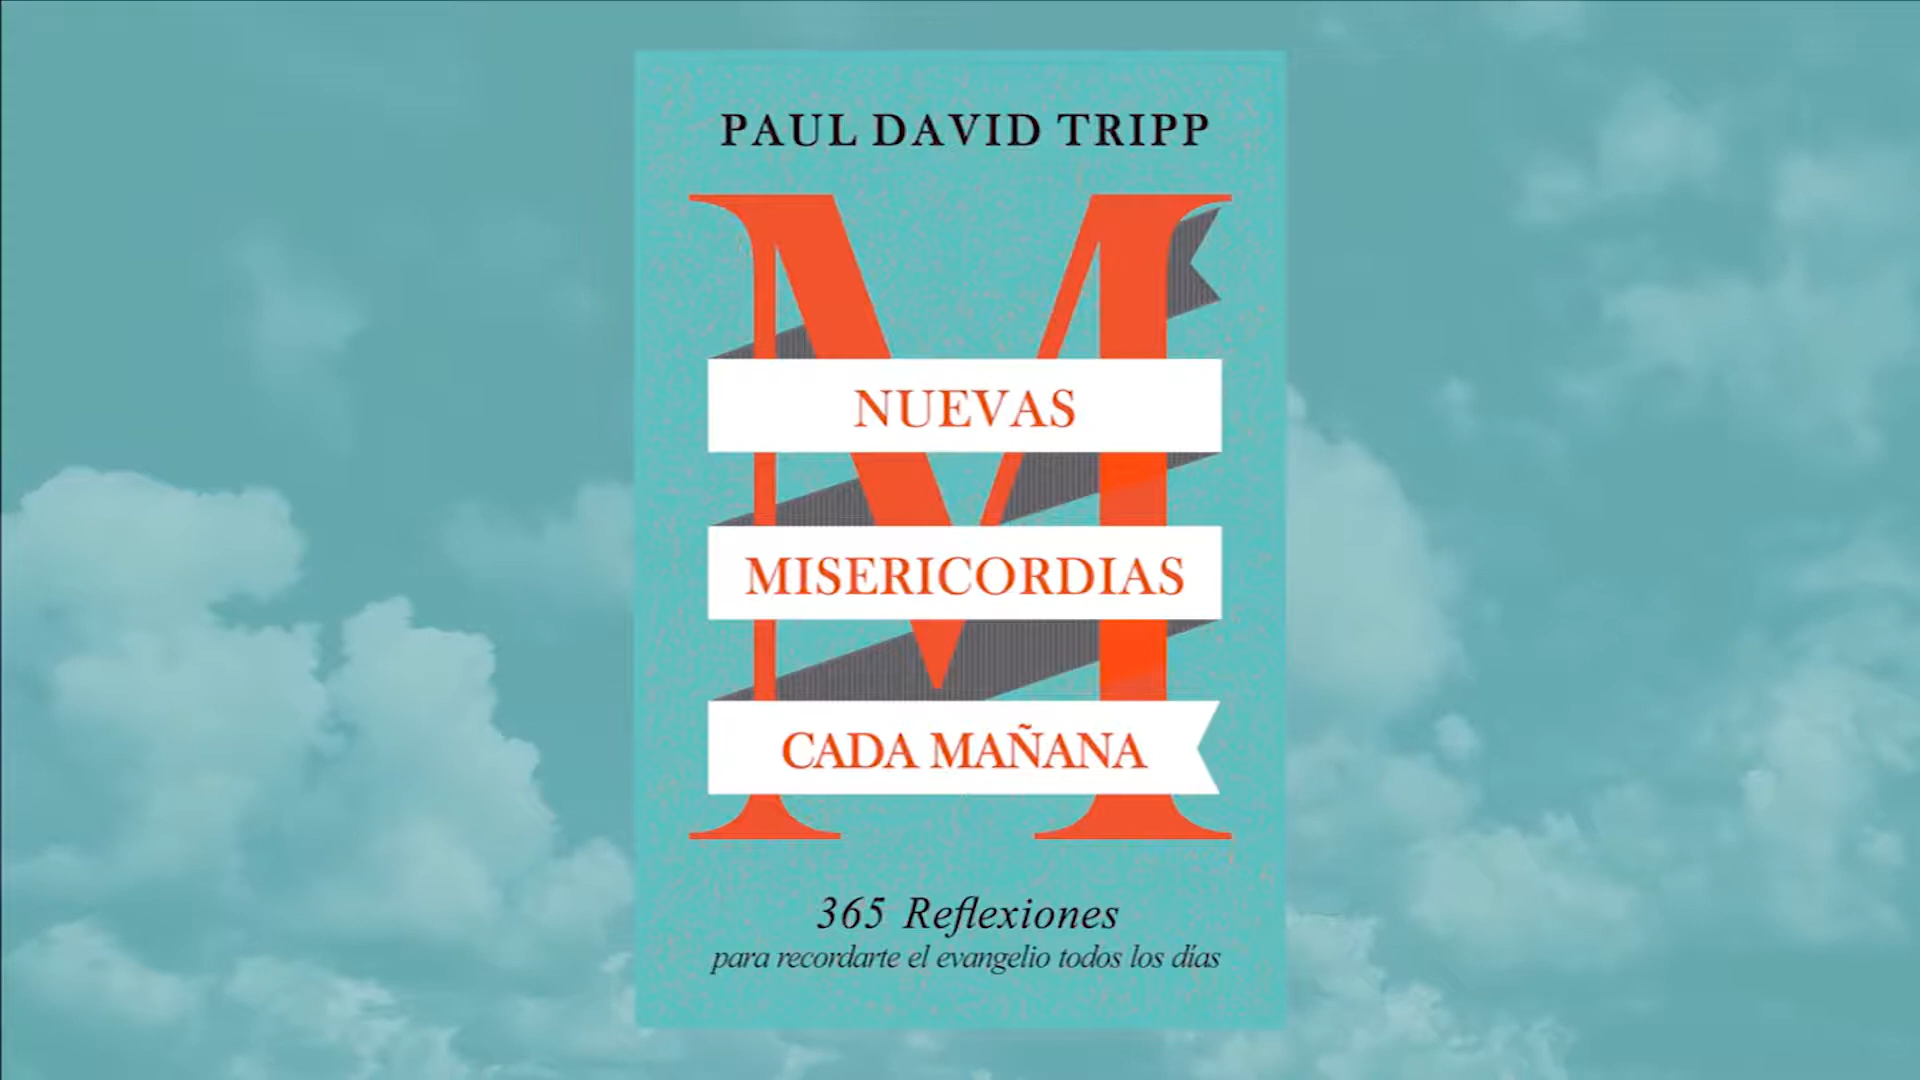 PAUL DAVID TRIPP
NUEVAS
MISERICORDIAS
CADA MAÑANA
365 Reflexiones
para recordarte el evangelio todos los días